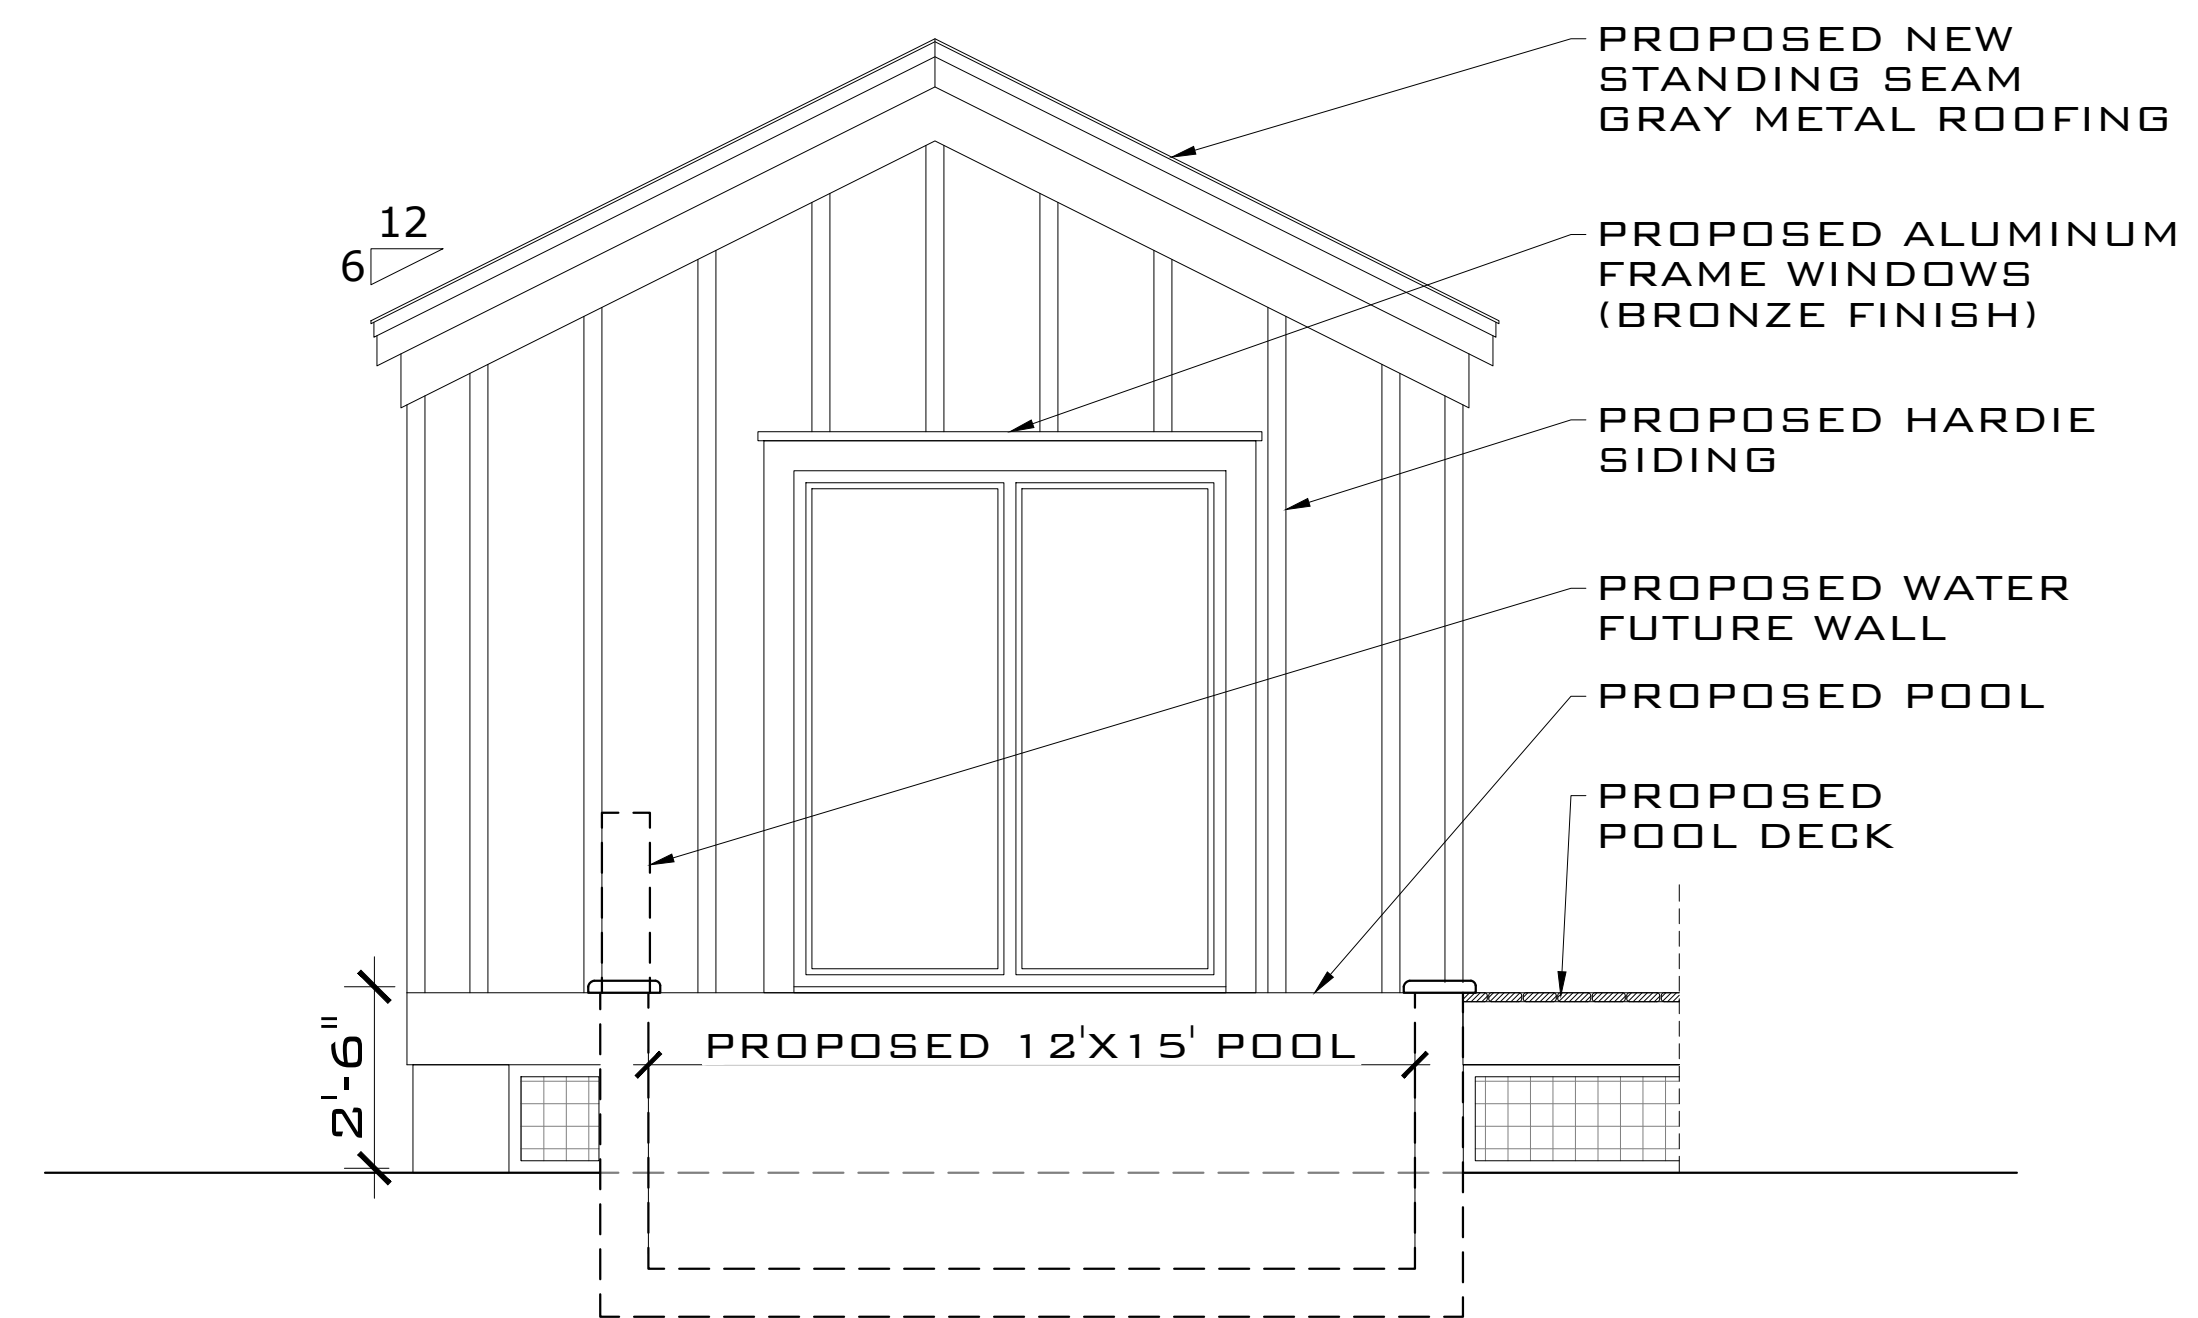 PROPOSED NEW
STANDING SEAM
GRAY METAL ROOFING
12
6
PROPOSED ALUMINUM
FRAME WINDOWS
(BRONZE FINISH)
PROPOSED HARDIE
SIDING
PROPOSED WATER
FUTURE WALL
PROPOSED POOL
PROPOSED
POOL DECK
2'-6"
PROPOSED 12'X15' POOL